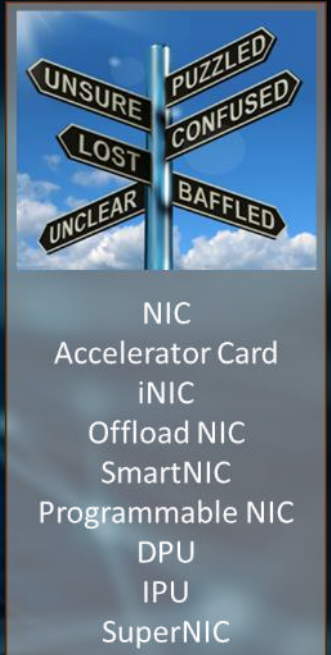 UNSURE
PUZZLED
CONFUSED
LOST
UNCLEAR
BAFFLED
NIC
Accelerator Card
iNIC
Offload NIC
SmartNIC
Programmable NIC
DPU
IPU
SuperNIC